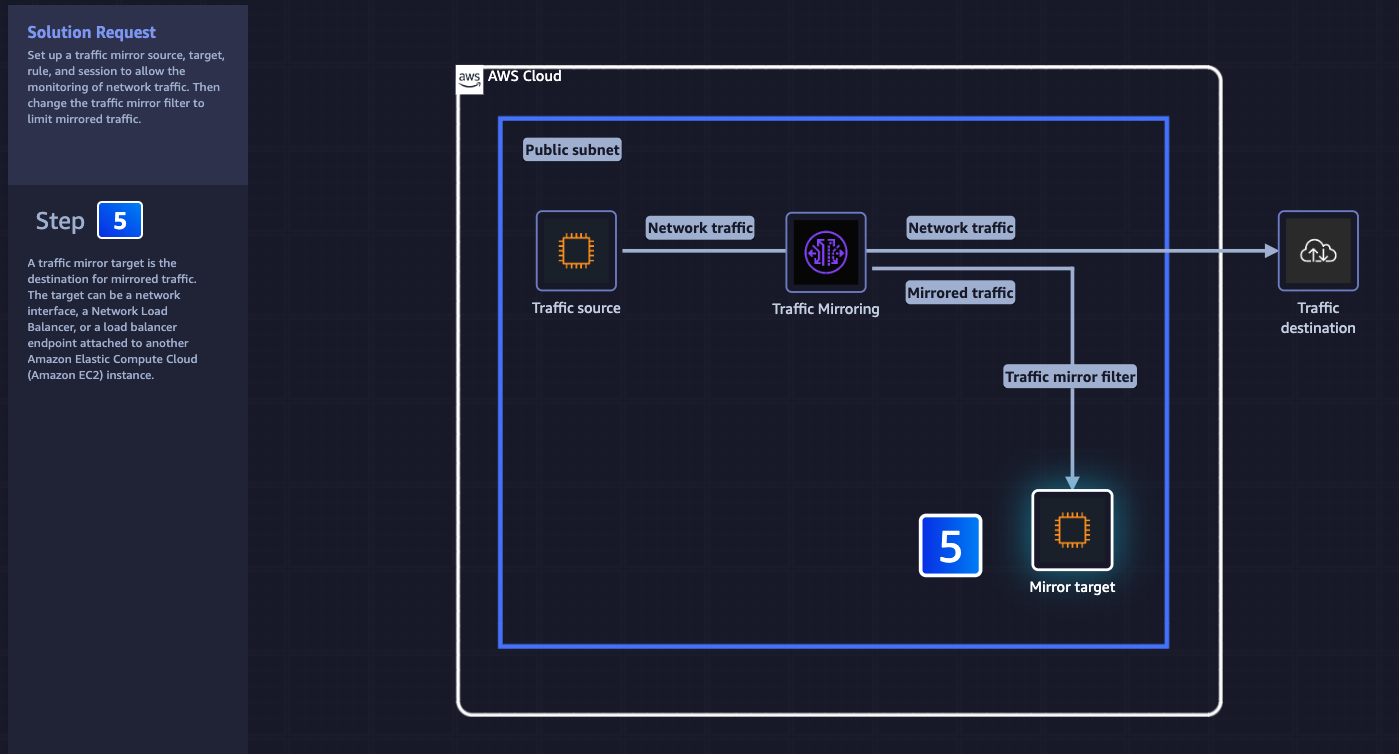 Solution Request
Set up a traffic mirror source, target,
rule, and session to allow the
monitoring of network traffic. Then
change the traffic mirror filter to
limit mirrored traffic.
Step 5
A traffic mirror target is the
destination for mirrored traffic.
The target can be a network
interface, a Network Load
Balancer, or a load balancer
endpoint attached to another
Amazon Elastic Compute Cloud
(Amazon EC2) instance.
aws AWS Cloud
Public subnet
Network traffic
Network traffic
Mirrored traffic
Traffic source
Traffic Mirroring
Traffic
destination
Traffic mirror filter
5
Mirror target